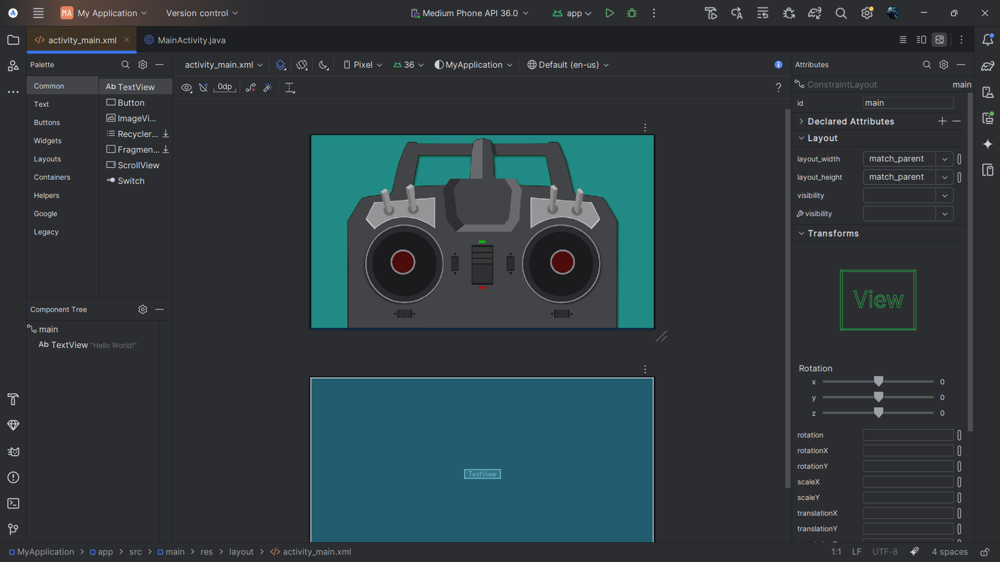 MA My Application
Version control
Medium Phone API 36.0
app
activity_main.xml
MainActivity.java
Palette
Common
Text
Buttons
Widgets
Layouts
Containers
Helpers
Google
Legacy
Ab TextView
Button
ImageVi...
Recycler...
Fragmen...
ScrollView
Switch
activity_main.xml
Pixel
36
MyApplication
Default (en-us)
0dp
?
Component Tree
main
Ab TextView "Hello World!"
TextView
Attributes
ConstraintLayout main
id main
Declared Attributes
Layout
layout_width match_parent
layout_height match_parent
visibility
visibility
Transforms
View
Rotation
x 0
y 0
z 0
rotation
rotationX
rotationY
scaleX
scaleY
translationX
translationY
MyApplication > app > src > main > res > layout > activity_main.xml
1:1 LF UTF-8 4 spaces